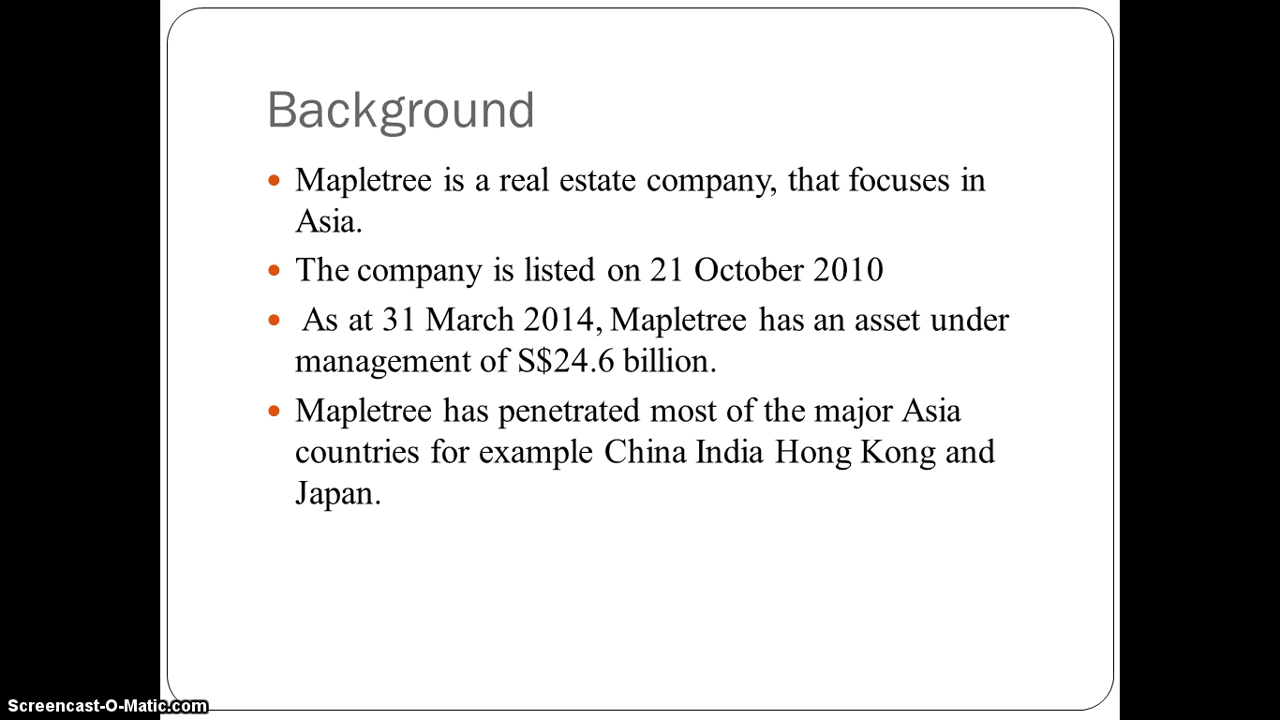 Background
• Mapletree is a real estate company, that focuses in
Asia.
• The company is listed on 21 October 2010
• As at 31 March 2014, Mapletree has an asset under
management of S$24.6 billion.
• Mapletree has penetrated most of the major Asia
countries for example China India Hong Kong and
Japan.
Screencast-O-Matic.com